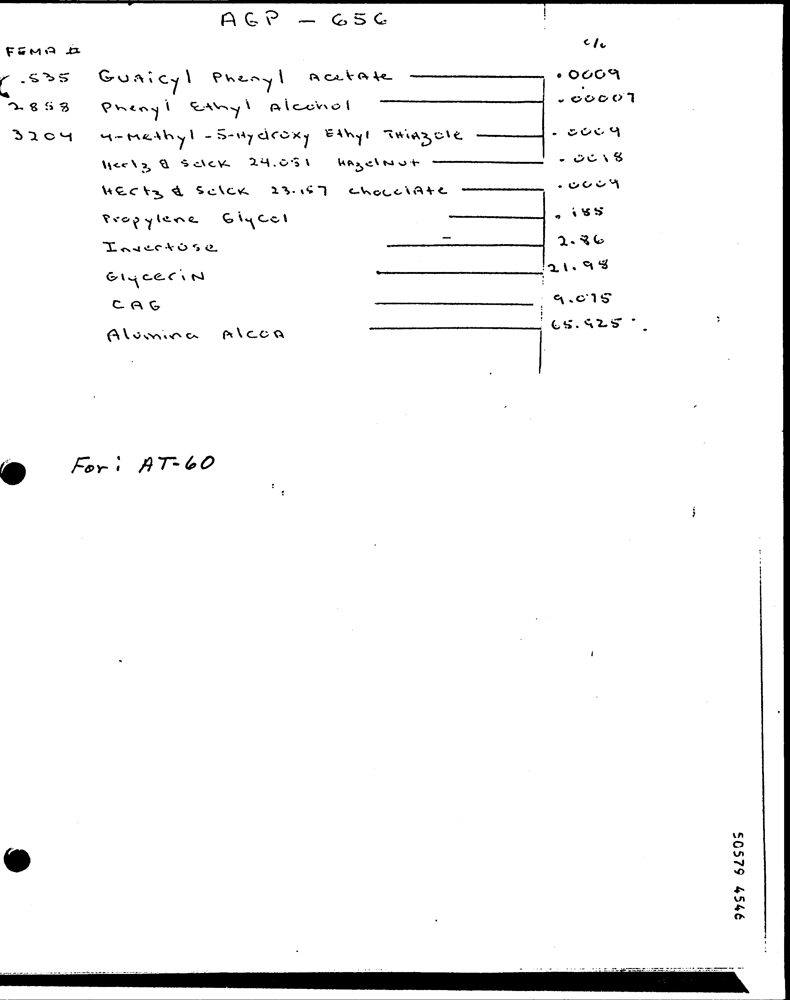 AGP - 656
FEMA # %
.535 Guaicyl Phenyl Acetate .0009
2858 Phenyl Ethyl Alcohol .00007
3204 4-Methyl-5-Hydroxy Ethyl Thiazole .0009
Hertz & Selck 24.051 Hazelnut .0018
Hertz & Selck 23.157 Chocolate
Propylene Glycol .185
Invertose 2.86
Glycerin 21.98
CAG 9.075
Alumina Alcoa 65.925
For: AT-60
50579 4546